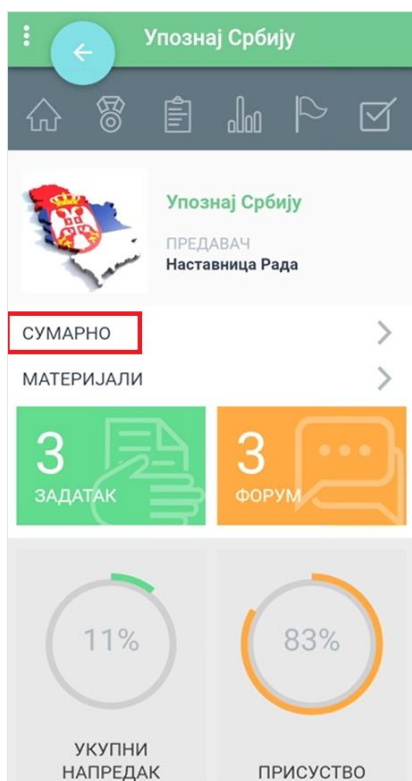 Упознај Србију
Упознај Србију
ПРЕДАВАЧ
Наставница Рада
СУМАРНО
МАТЕРИЈАЛИ
3
ЗАДАТАК
3
ФОРУМ
11%
83%
УКУПНИ
НАПРЕДАК
ПРИСУСТВО